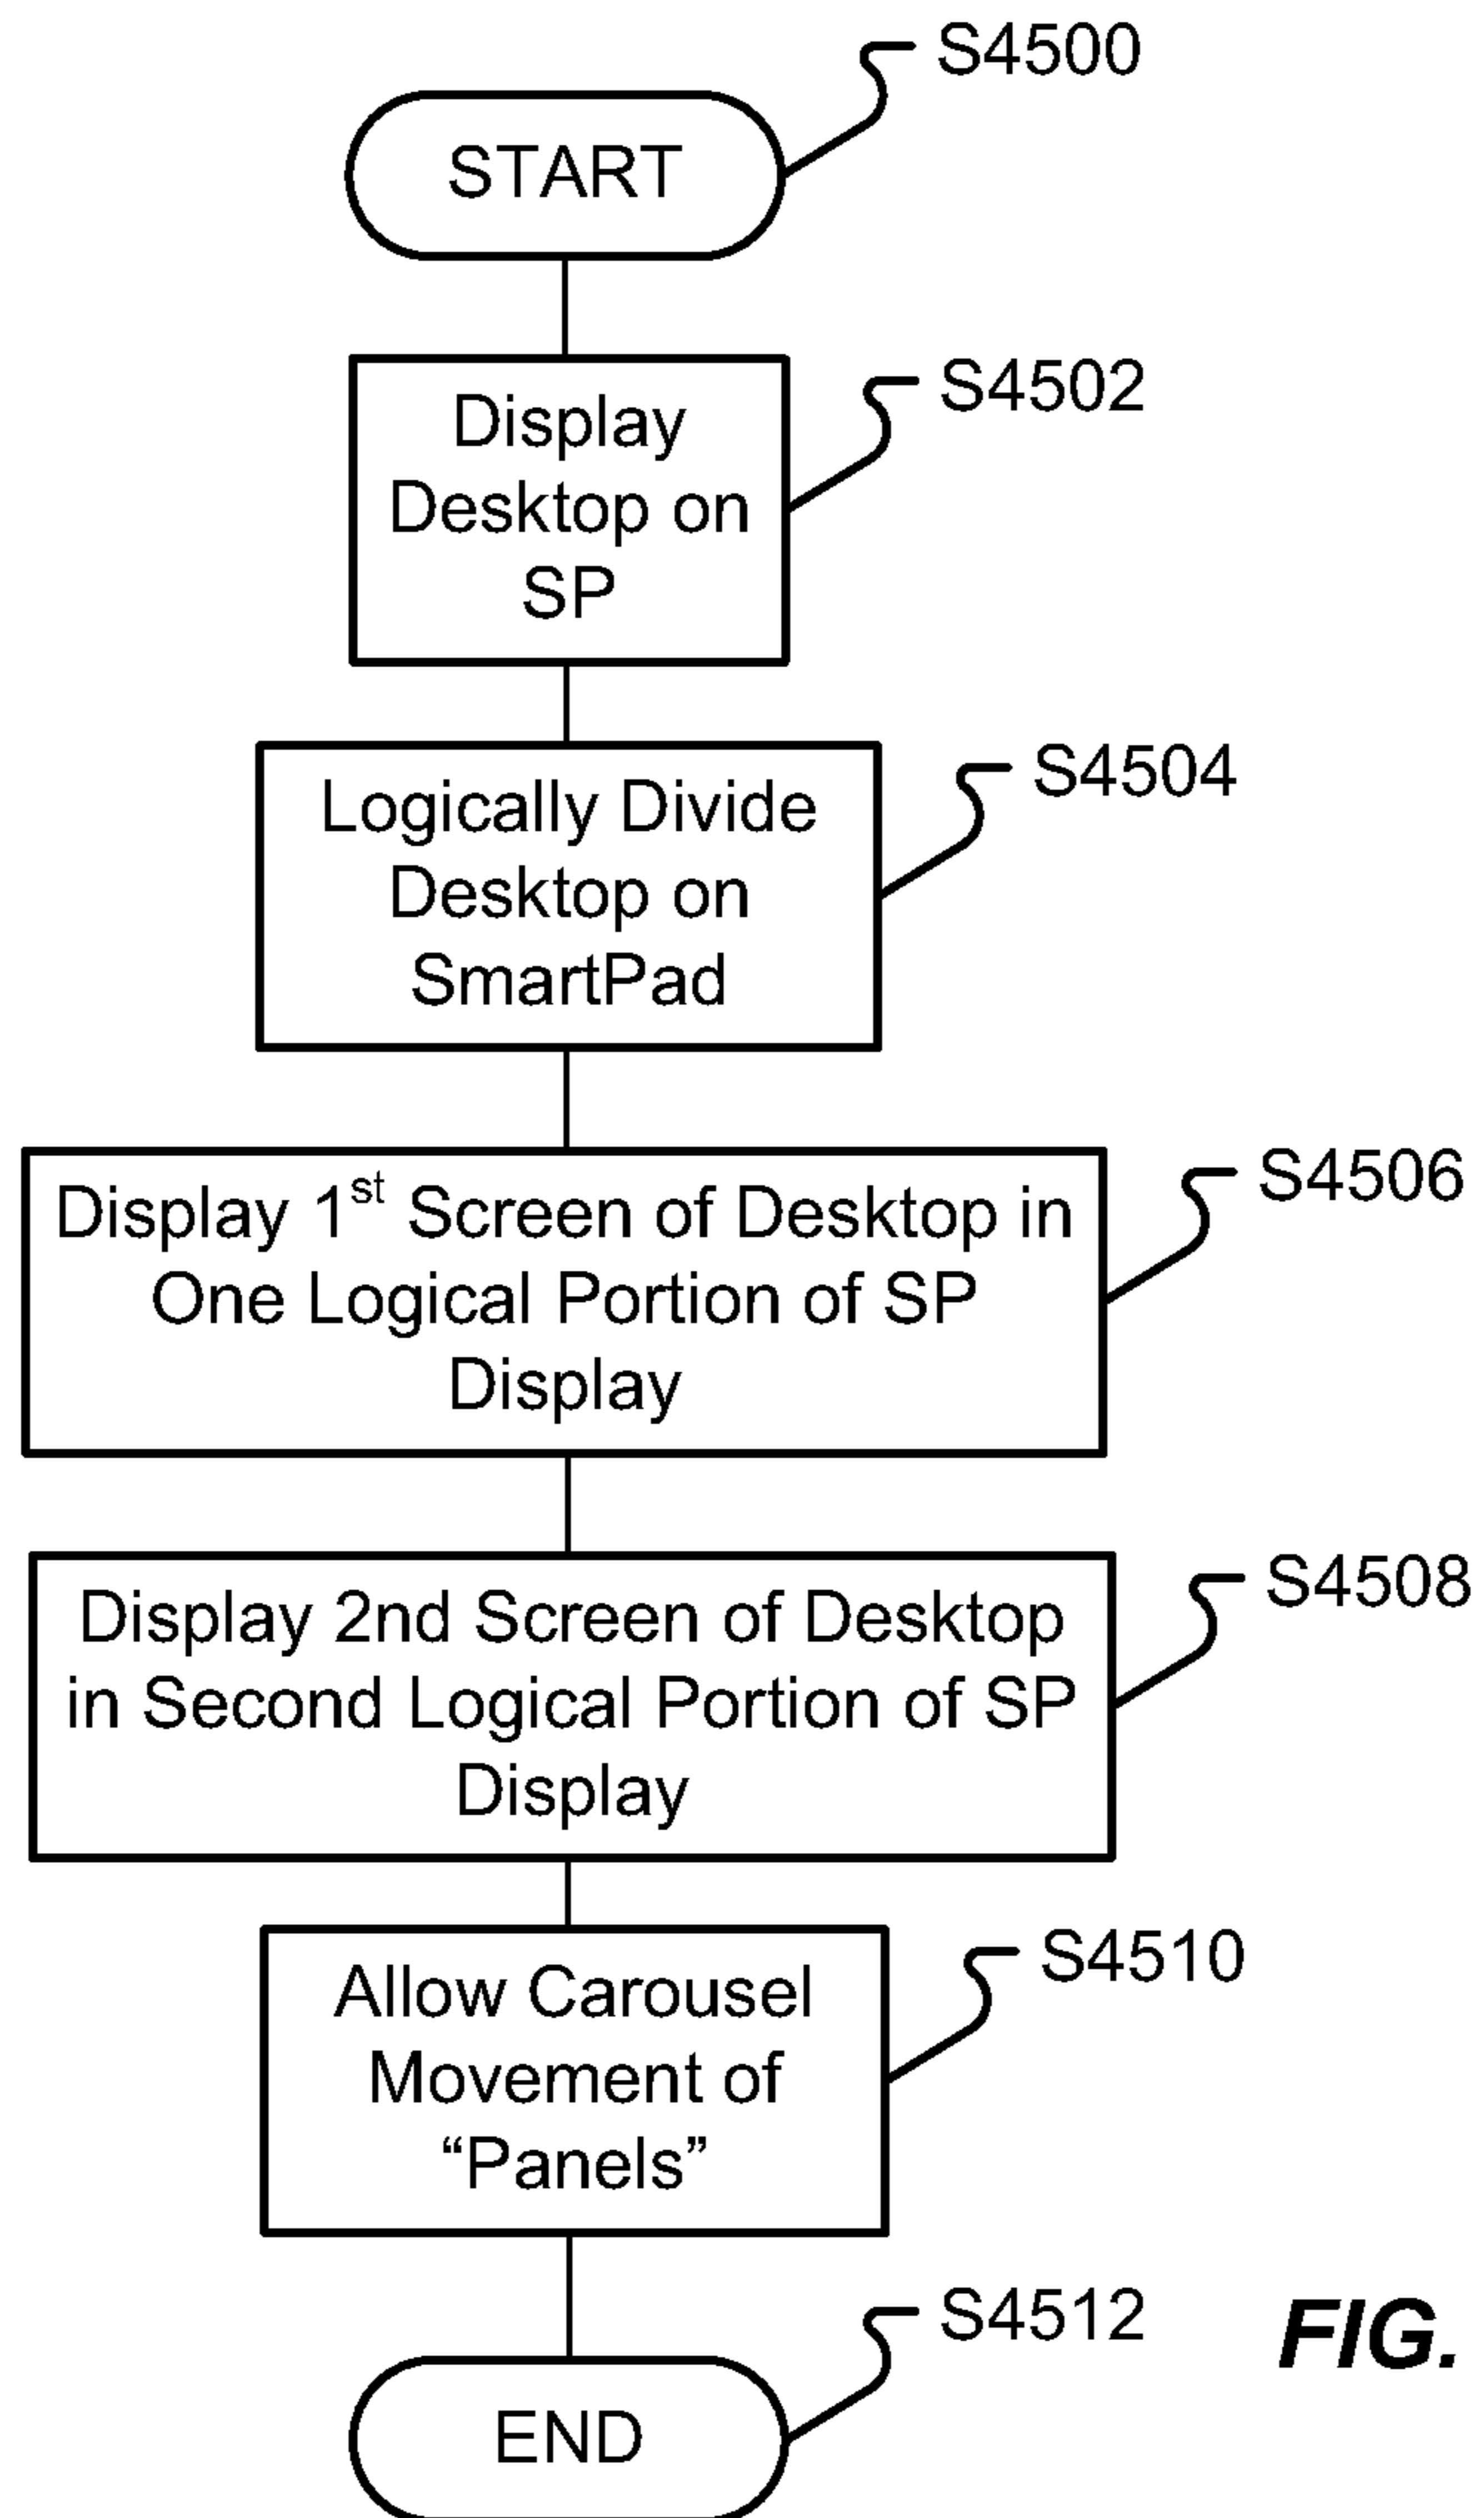 S4500
START
S4502
Display
Desktop on
SP
S4504
Logically Divide
Desktop on
SmartPad
S4506
Display 1st Screen of Desktop in
One Logical Portion of SP
Display
S4508
Display 2nd Screen of Desktop
in Second Logical Portion of SP
Display
S4510
Allow Carousel
Movement of
“Panels”
S4512
FIG.
END